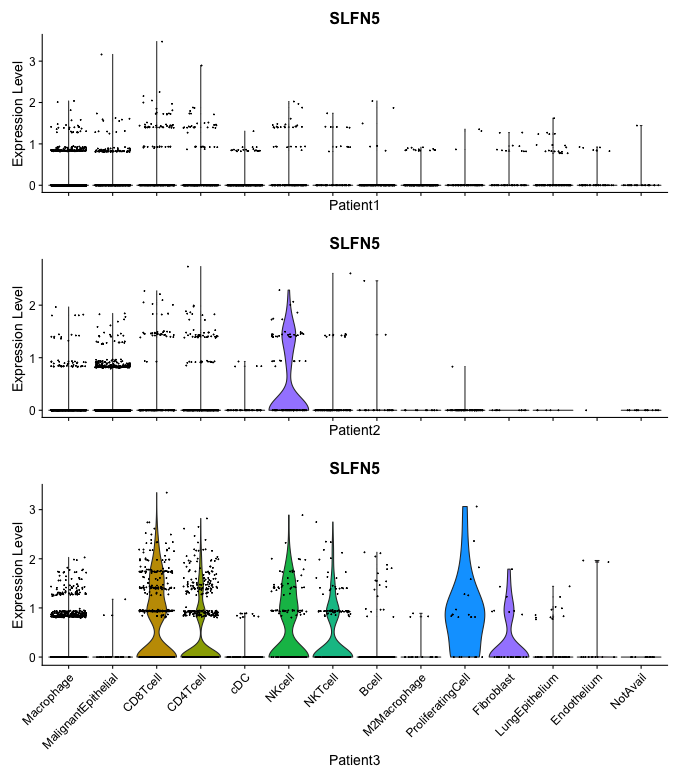 SLFN5
Expression Level
3
2
1
0
Patient1
SLFN5
Expression Level
2
1
0
Patient2
SLFN5
Expression Level
3
2
1
0
Macrophage
MalignantEpithelial
CD8Tcell
CD4Tcell
cDC
NKcell
NKTcell
Bcell
M2Macrophage
ProliferatingCell
Fibroblast
LungEpithelium
Endothelium
NotAvail
Patient3